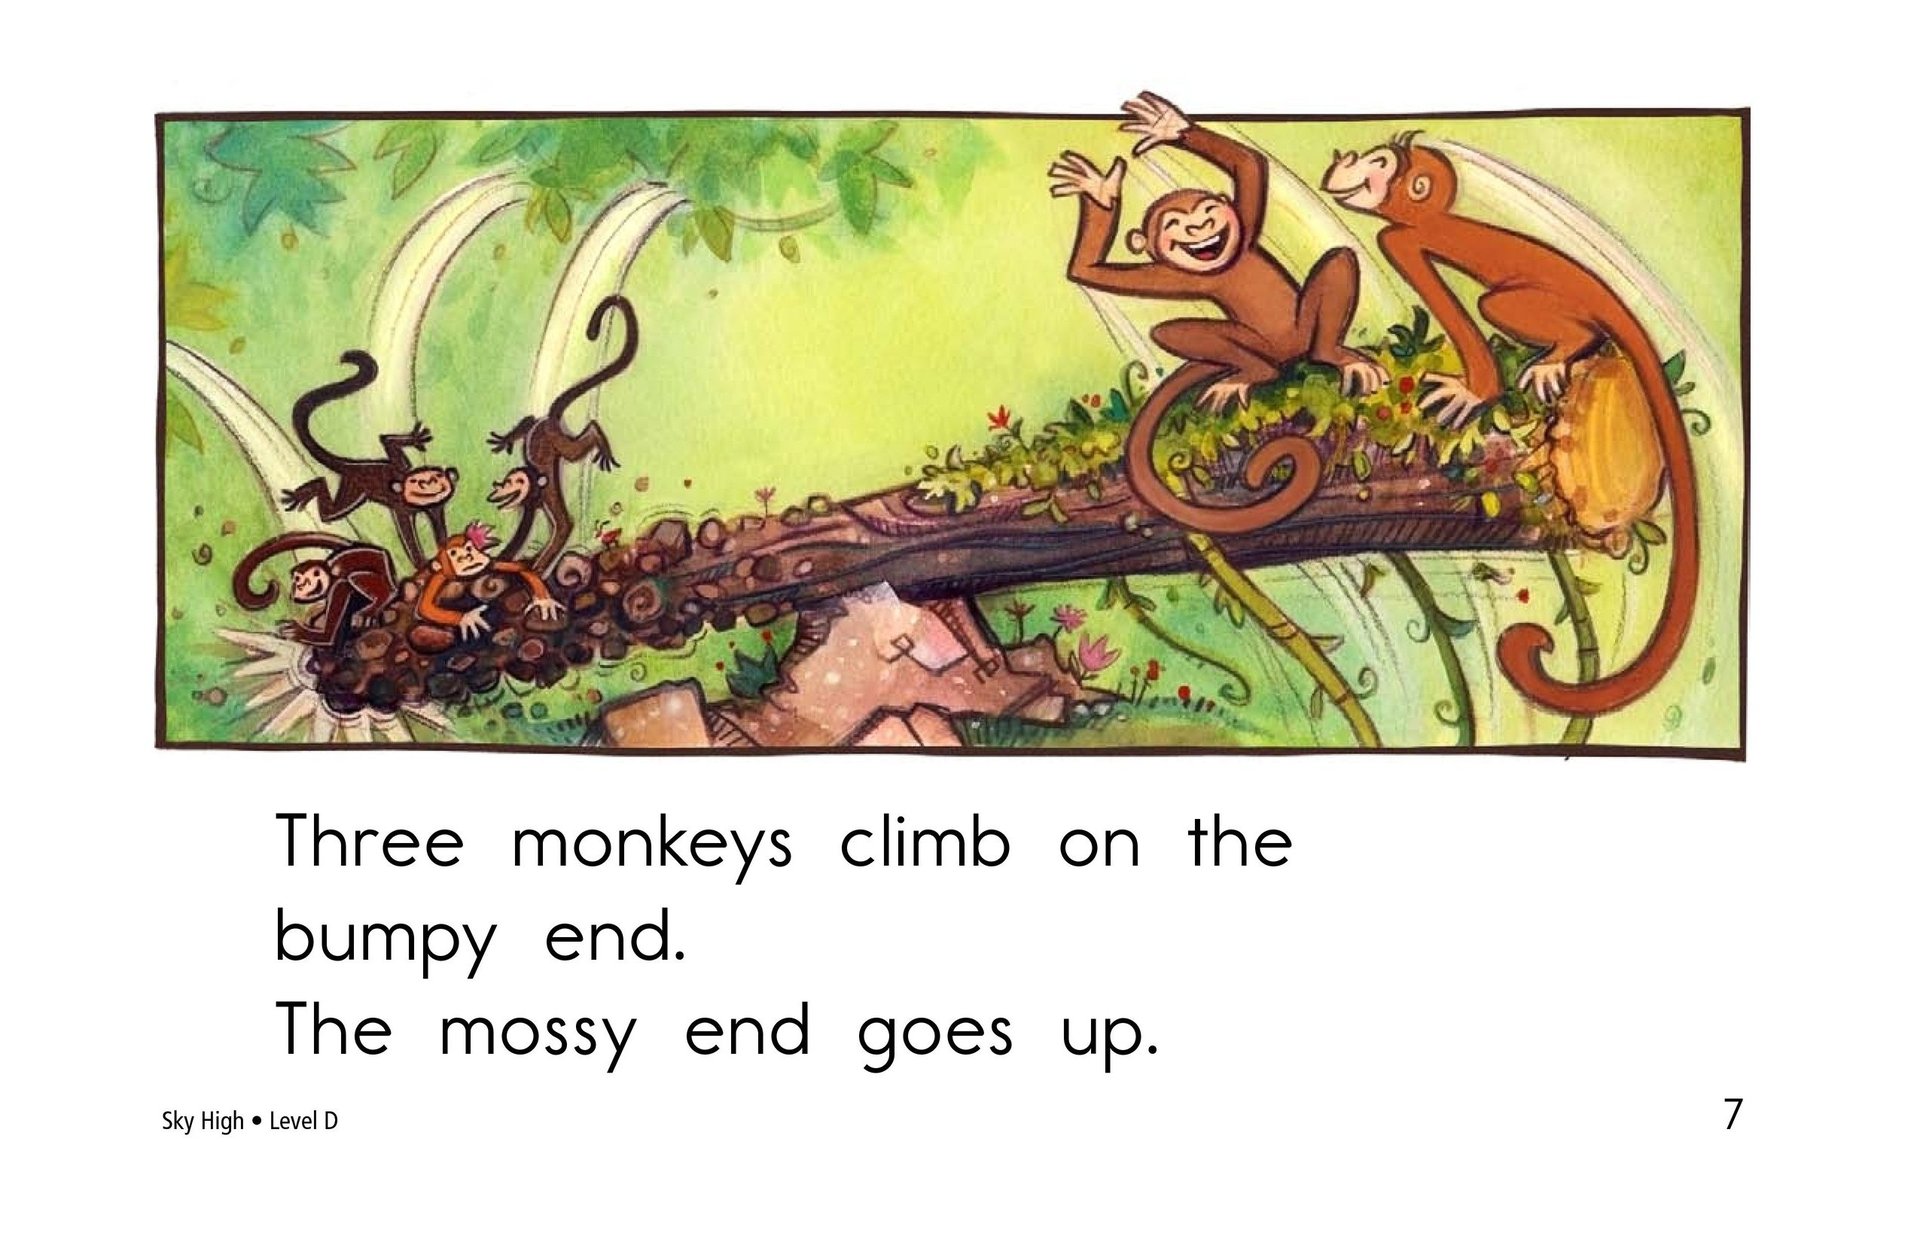 Three monkeys climb on the
bumpy end.
The mossy end goes up.
Sky High • Level D
7